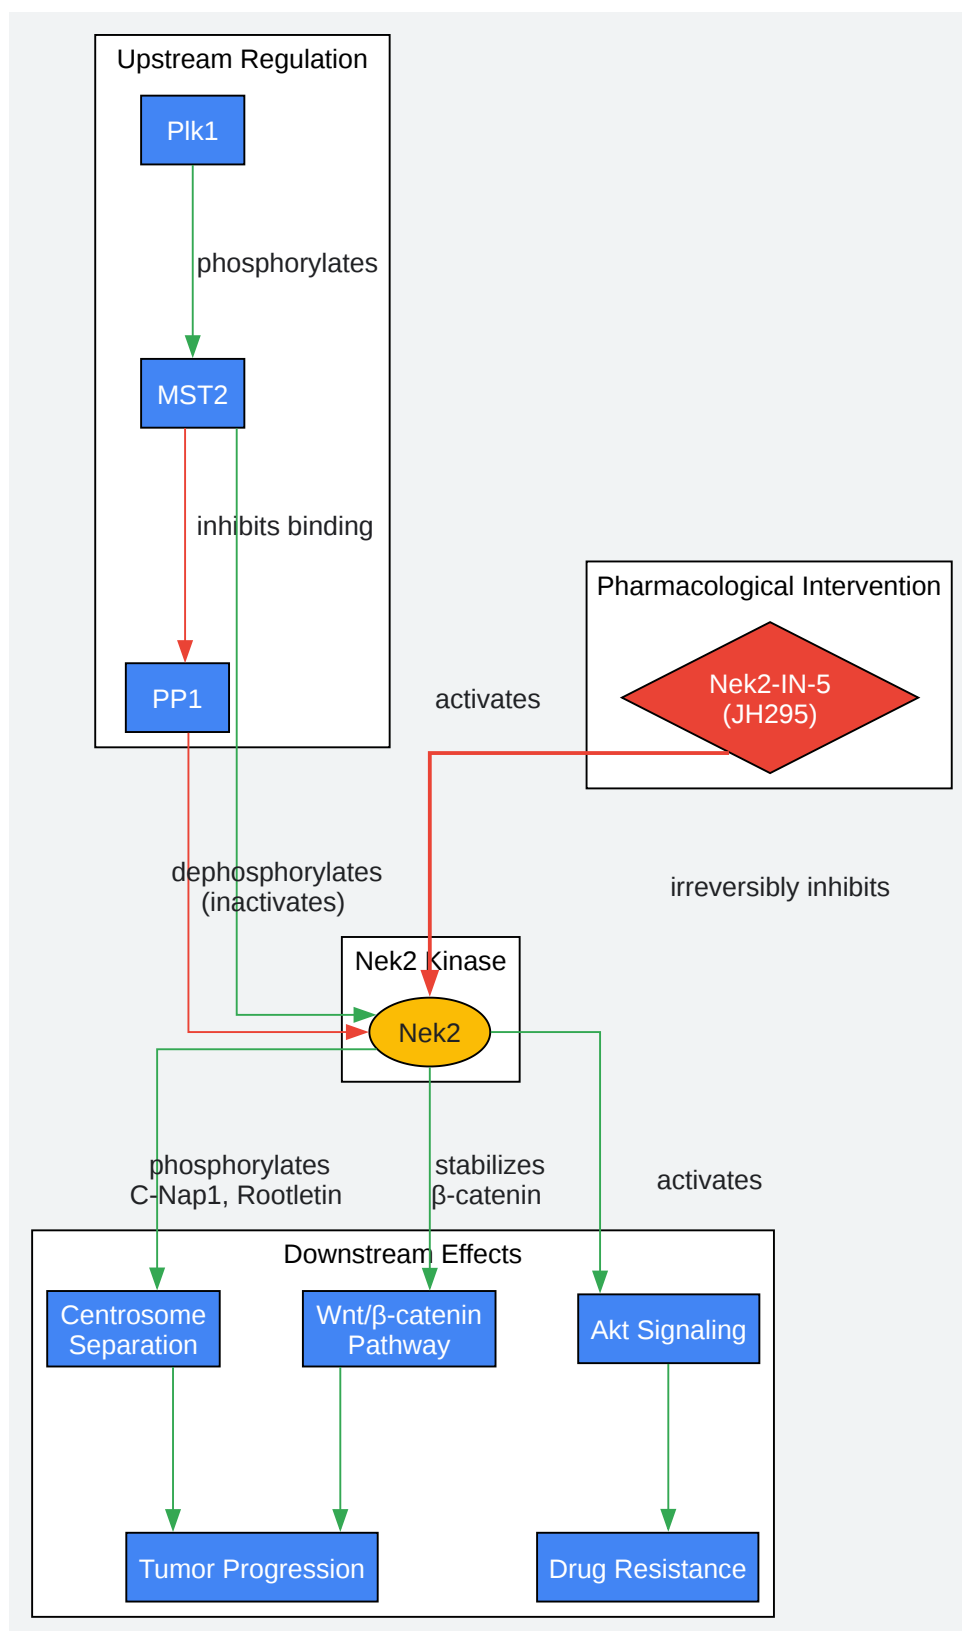 Upstream Regulation
Plk1
phosphorylates
MST2
inhibits binding
Pharmacological Intervention
Nek2-IN-5
(JH295)
PP1
activates
dephosphorylates
(inactivates)
irreversibly inhibits
Nek2 Kinase
Nek2
phosphorylates
C-Nap1, Rootletin
stabilizes
β-catenin
activates
Downstream Effects
Centrosome
Separation
Wnt/β-catenin
Pathway
Akt Signaling
Tumor Progression
Drug Resistance